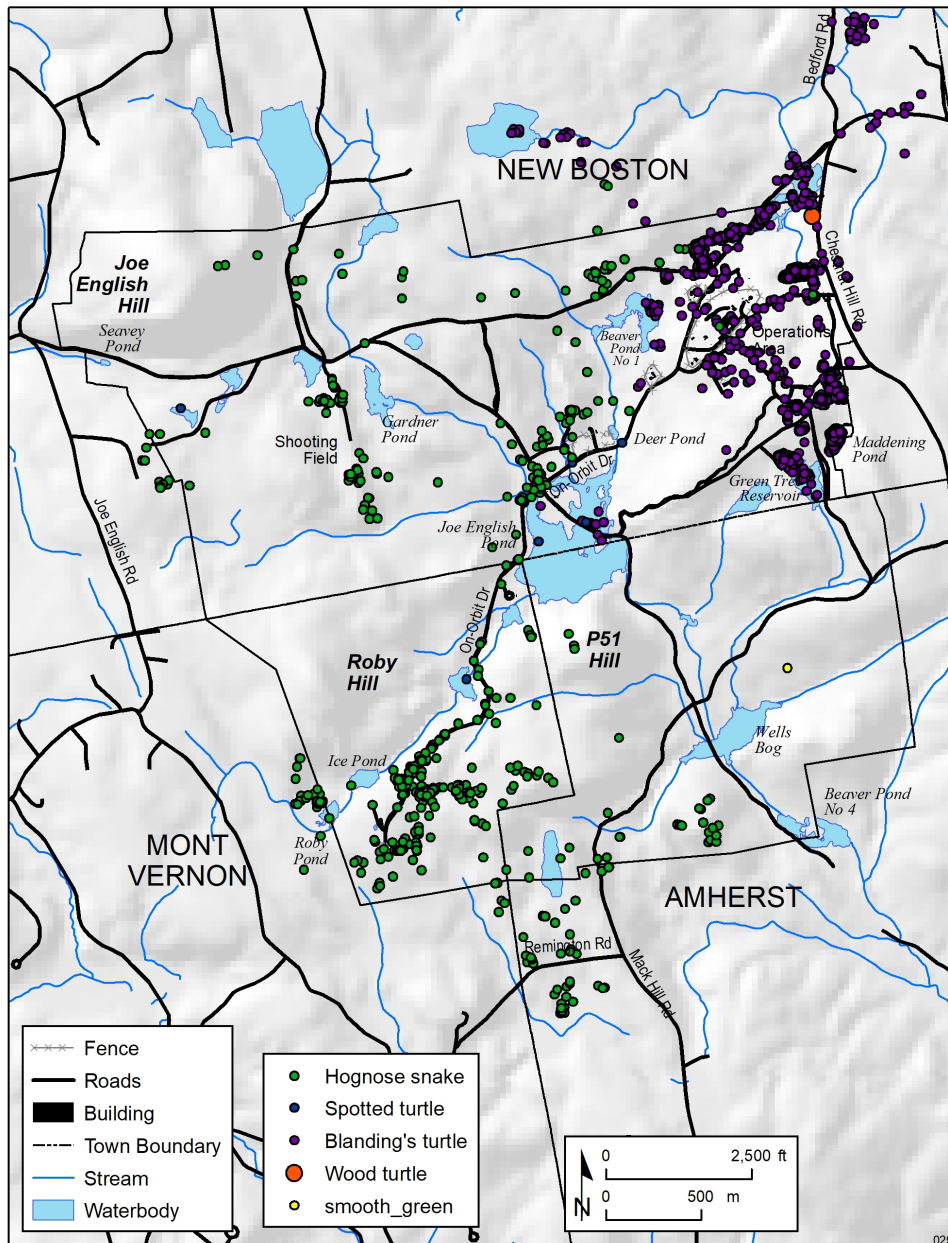 Bedford Rd
NEW BOSTON
Joe
English
Hill
Seavey
Pond
Chestnut Hill Rd
Beaver
Pond
No 1
Operations
Area
Shooting
Field
Gardner
Pond
Deer Pond
Maddening
Pond
On-Orbit Dr
Green Tree
Reservoir
Joe English
Pond
Joe English Rd
On-Orbit Dr
Roby
Hill
P51
Hill
Wells
Bog
Ice Pond
Beaver Pond
No 4
Roby
Pond
MONT
VERNON
AMHERST
Remington Rd
Mack Hill Rd
Fence
Roads
Building
Town Boundary
Stream
Waterbody
Hognose snake
Spotted turtle
Blanding's turtle
Wood turtle
smooth_green
0 2,500 ft
0 500 m
N